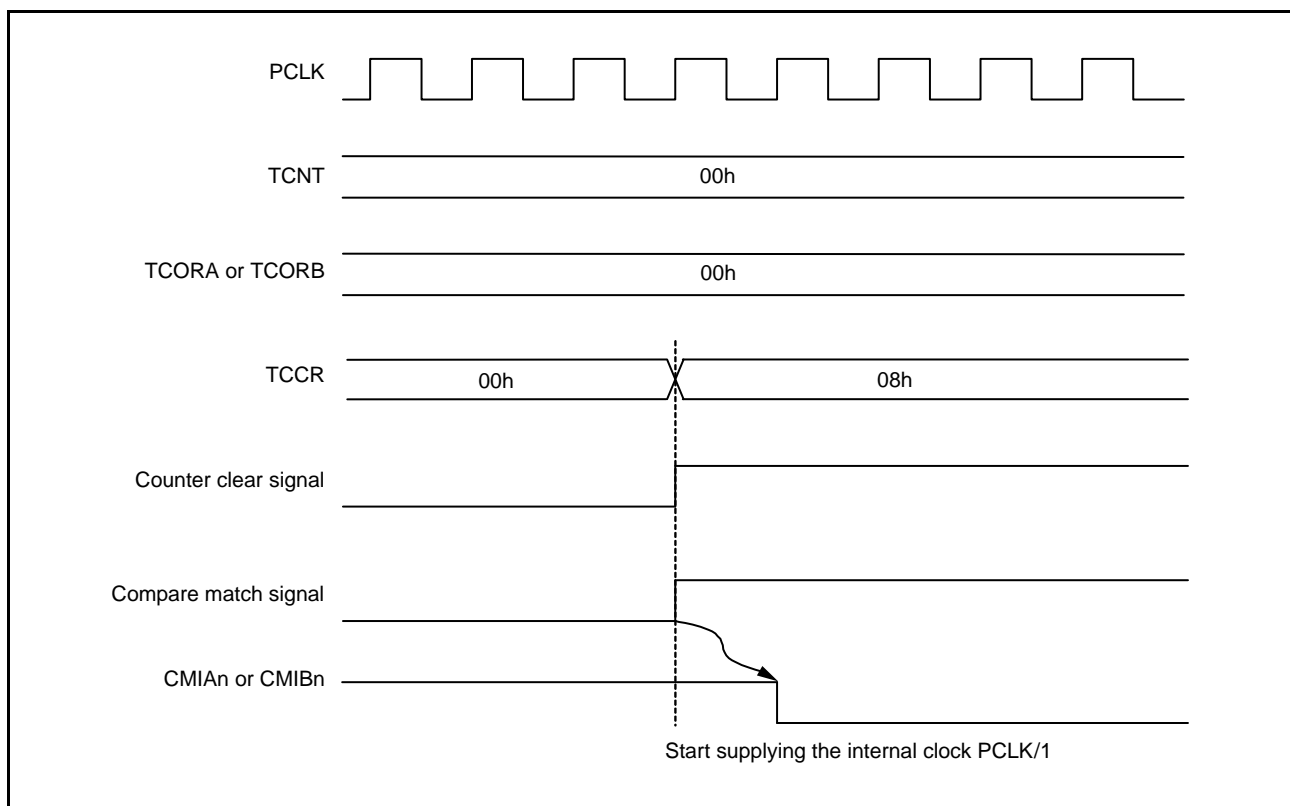 PCLK
TCNT
00h
TCORA or TCORB
00h
TCCR
00h
08h
Counter clear signal
Compare match signal
CMIAn or CMIBn
Start supplying the internal clock PCLK/1